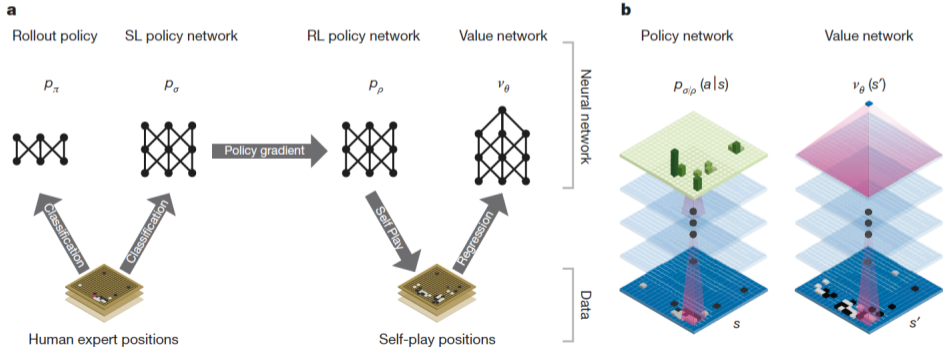 a
Rollout policy
SL policy network
RL policy network
Value network
pπ
pσ
pρ
vθ
Policy gradient
Classification
Classification
Self Play
Regression
Neural network
Data
Human expert positions
Self-play positions
b
Policy network
Value network
pσ/ρ (a|s)
vθ (s′)
s
s′